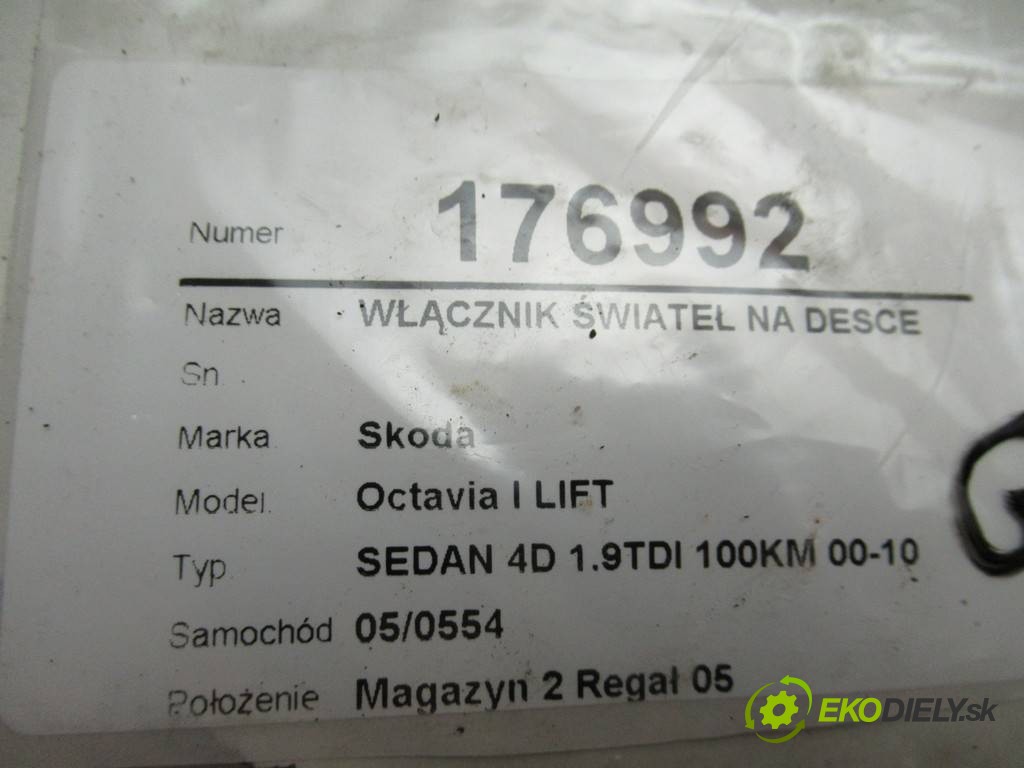 Numer 176992
Nazwa WŁĄCZNIK ŚWIATEŁ NA DESCE
Sn
Marka Skoda
Model Octavia I LIFT
Typ SEDAN 4D 1.9TDI 100KM 00-10
Samochód 05/0554
Położenie Magazyn 2 Regał 05
EKODIELY.sk